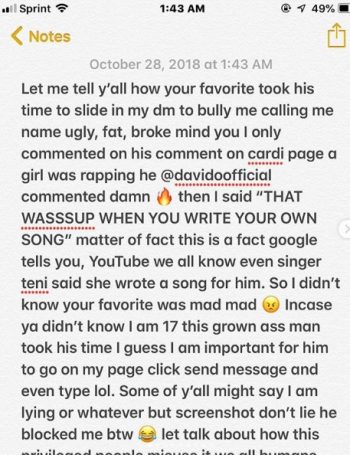 Sprint 1:43 AM 49%
Notes
October 28, 2018 at 1:43 AM
Let me tell y'all how your favorite took his
time to slide in my dm to bully me calling me
name ugly, fat, broke mind you I only
commented on his comment on cardi page a
girl was rapping he @davidoofficial
commented damn 🔥 then I said “THAT
WASSSUP WHEN YOU WRITE YOUR OWN
SONG” matter of fact this is a fact google
tells you, YouTube we all know even singer
teni said she wrote a song for him. So I didn't
know your favorite was mad mad 😡 Incase
ya didn't know I am 17 this grown ass man
took his time I guess I am important for him
to go on my page click send message and
even type lol. Some of y'all might say I am
lying or whatever but screenshot don't lie he
blocked me btw 😂 let talk about how this
privileged people misuse it we all humans